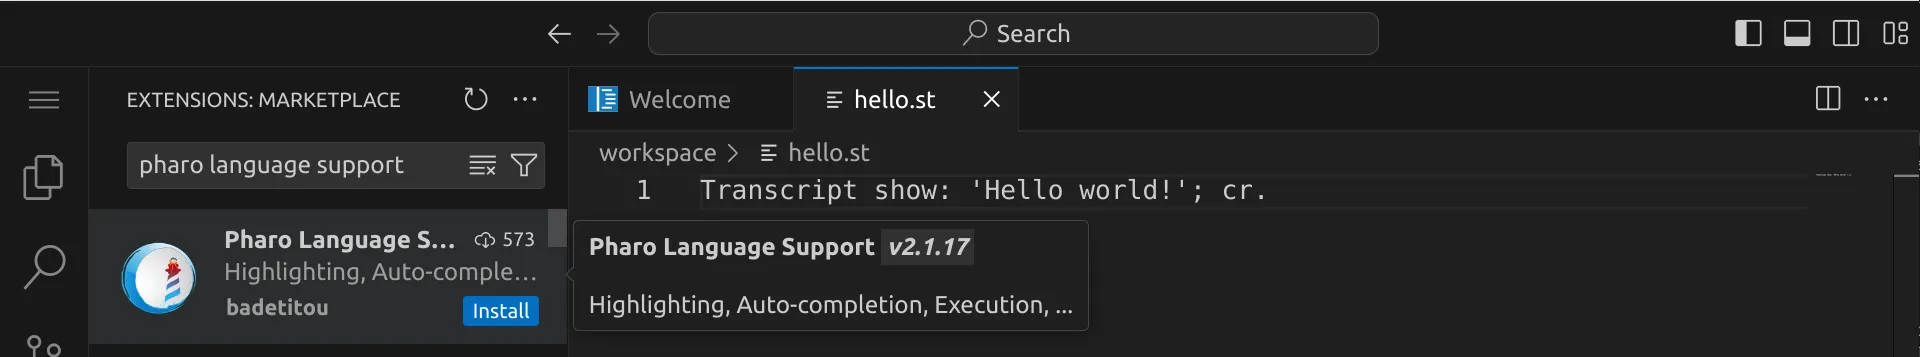 Search
EXTENSIONS: MARKETPLACE
pharo language support
Pharo Language S... 573
Highlighting, Auto-comple...
badetitou
Install
Welcome
hello.st
workspace > hello.st
1 Transcript show: 'Hello world!'; cr.
Pharo Language Support v2.1.17
Highlighting, Auto-completion, Execution, ...